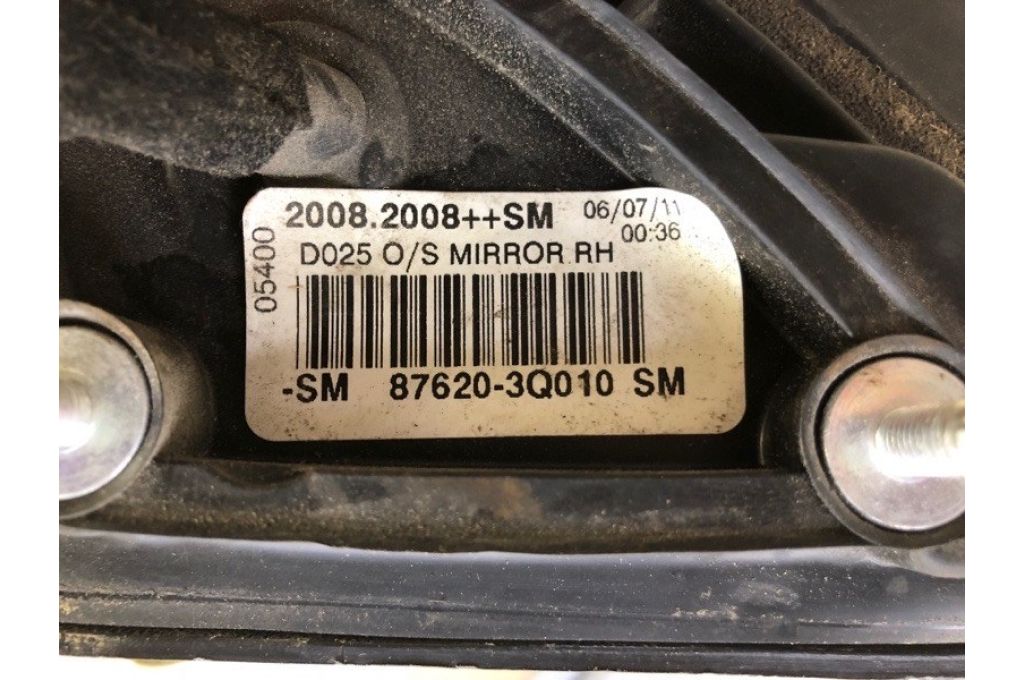 2008.2008++SM 06/07/11
00:36
D025 O/S MIRROR RH
05400
-SM 87620-3Q010 SM